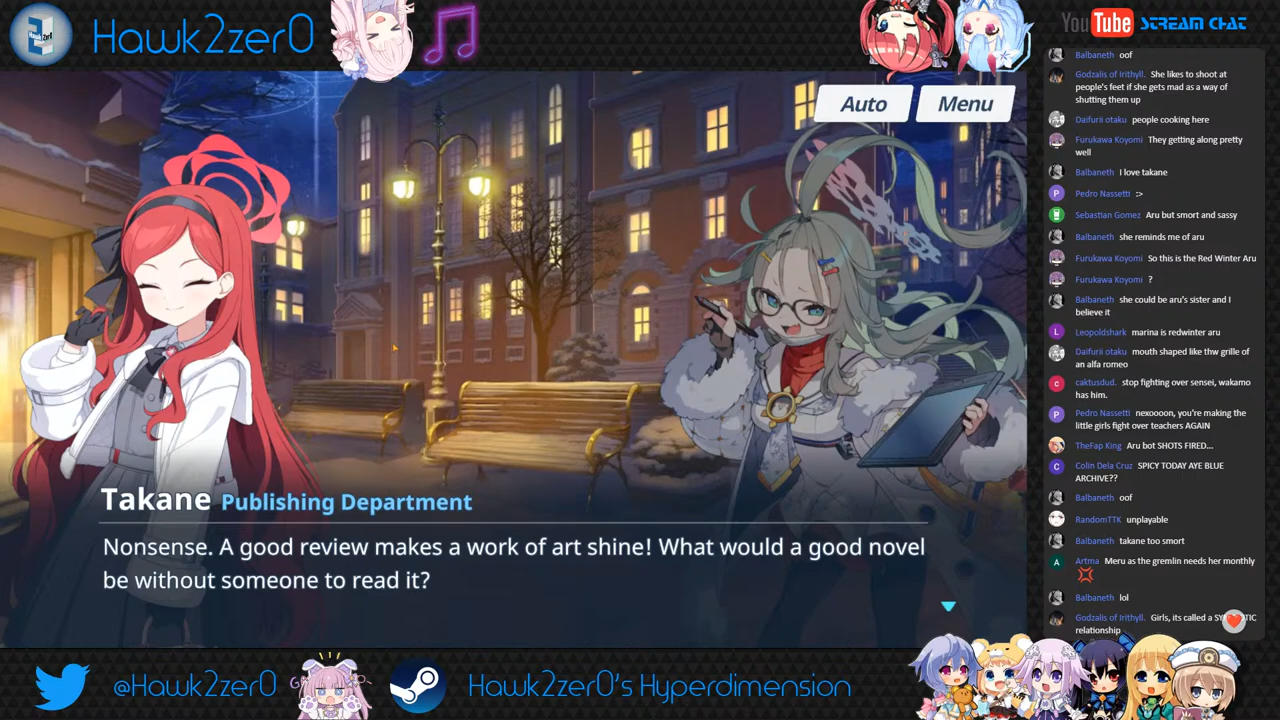 Hawk2zer0
YouTube STREAM CHAT
Auto
Menu
Takane Publishing Department
Nonsense. A good review makes a work of art shine! What would a good novel
be without someone to read it?
Balbaneth oof
Godzalis of Irithyll. She likes to shoot at
people's feet if she gets mad as a way of
shutting them up
Daifurii otaku people cooking here
Furukawa Koyomi They getting along pretty
well
Balbaneth I love takane
Pedro Nassetti :>
Sebastian Gomez Aru but smort and sassy
Balbaneth she reminds me of aru
Furukawa Koyomi So this is the Red Winter Aru
Furukawa Koyomi ?
Balbaneth she could be aru's sister and I
believe it
Leopoldshark marina is redwinter aru
Daifurii otaku mouth shaped like thw grille of
an alfa romeo
caktusdud. stop fighting over sensei, wakamo
has him.
Pedro Nassetti nexoooon, you're making the
little girls fight over teachers AGAIN
TheFap King Aru bot SHOTS FIRED...
Colin Dela Cruz SPICY TODAY AYE BLUE
ARCHIVE??
Balbaneth oof
RandomTTK unplayable
Balbaneth takane too smort
Artma Meru as the gremlin needs her monthly
Balbaneth lol
Godzalis of Irithyll. Girls, its called a
relationship
@Hawk2zer0
Hawk2zer0's Hyperdimension